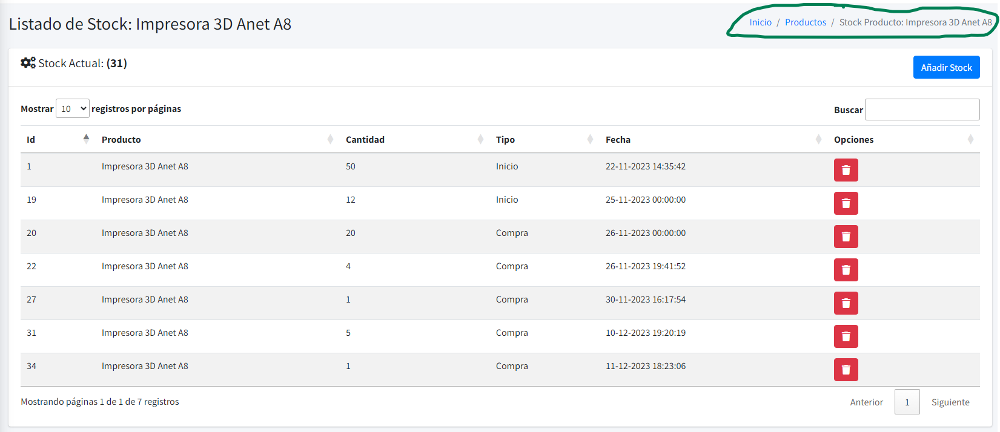 Listado de Stock: Impresora 3D Anet A8
Inicio / Productos / Stock Producto: Impresora 3D Anet A8
Stock Actual: (31)
Añadir Stock
Mostrar 10 registros por páginas
Buscar
Id Producto Cantidad Tipo Fecha Opciones
1 Impresora 3D Anet A8 50 Inicio 22-11-2023 14:35:42
19 Impresora 3D Anet A8 12 Inicio 25-11-2023 00:00:00
20 Impresora 3D Anet A8 20 Compra 26-11-2023 00:00:00
22 Impresora 3D Anet A8 4 Compra 26-11-2023 19:41:52
27 Impresora 3D Anet A8 1 Compra 30-11-2023 16:17:54
31 Impresora 3D Anet A8 5 Compra 10-12-2023 19:20:19
34 Impresora 3D Anet A8 1 Compra 11-12-2023 18:23:06
Mostrando páginas 1 de 1 de 7 registros
Anterior 1 Siguiente